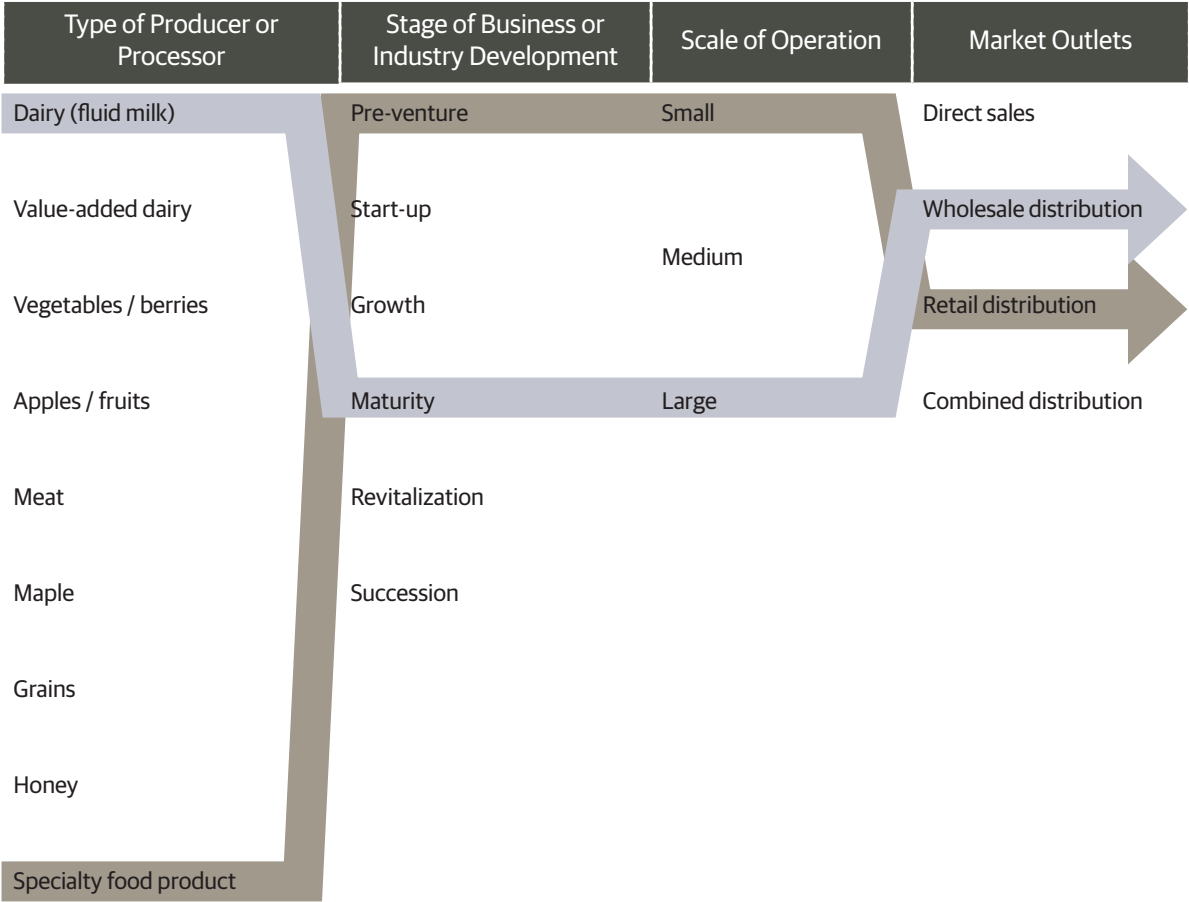 Type of Producer or
Processor
Stage of Business or
Industry Development
Scale of Operation
Market Outlets
Dairy (fluid milk)
Pre-venture
Small
Direct sales
Value-added dairy
Start-up
Wholesale distribution
Medium
Vegetables / berries
Growth
Retail distribution
Apples / fruits
Maturity
Large
Combined distribution
Meat
Revitalization
Maple
Succession
Grains
Honey
Specialty food product